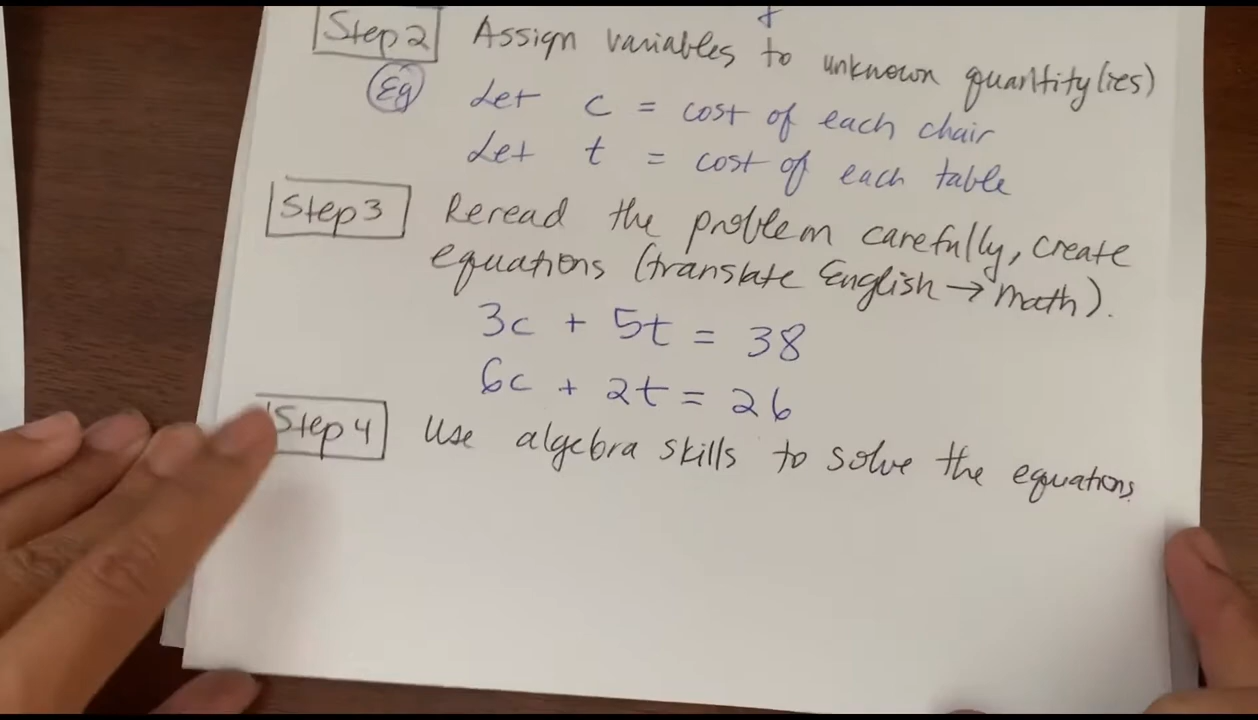 Step 2 Assign variables to unknown quantity(ies)
Eg Let c = cost of each chair
Let t = cost of each table
Step 3 Reread the problem carefully, create
equations (translate English → math).
3c + 5t = 38
6c + 2t = 26
Step 4 Use algebra skills to solve the equations.